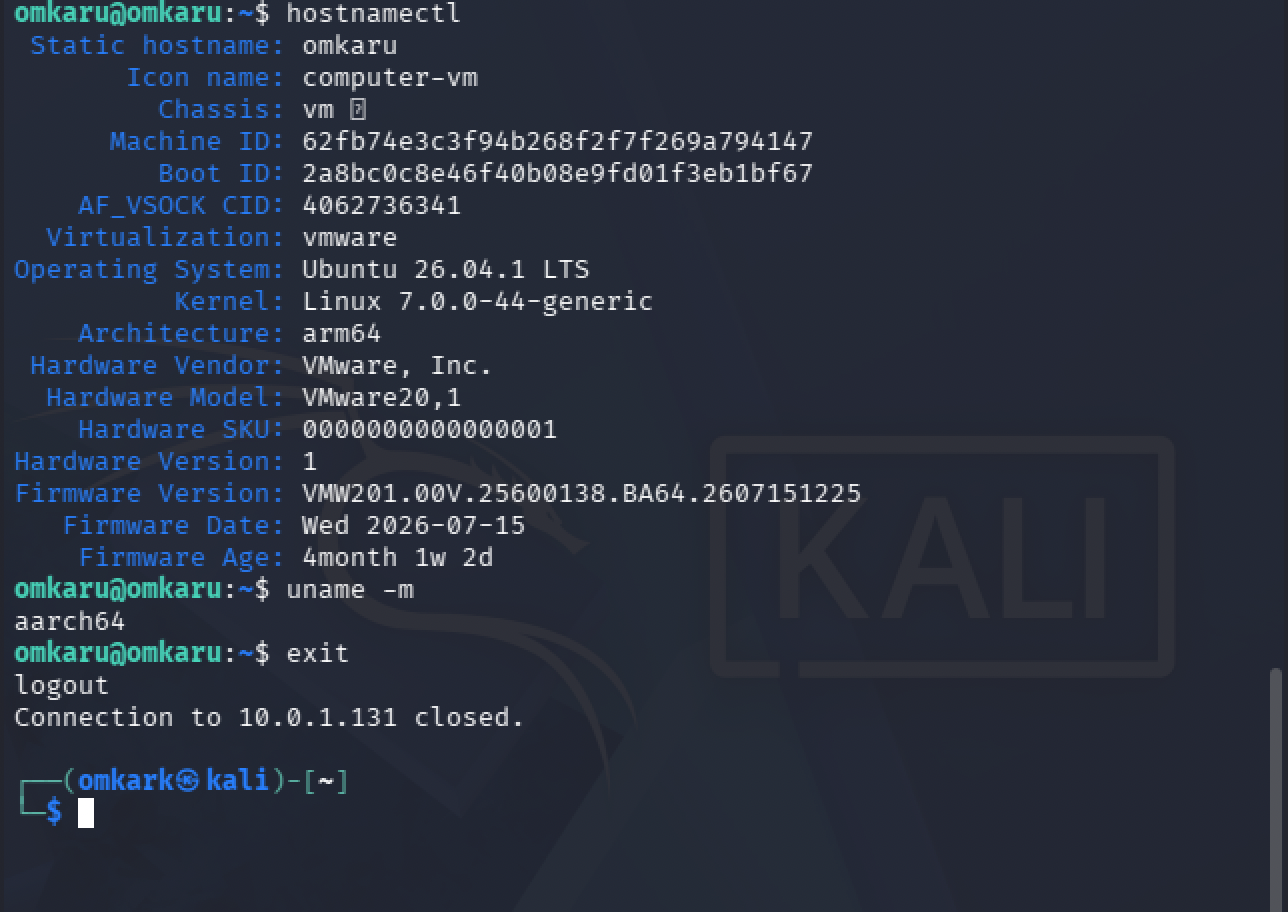 omkaru@omkaru:~$ hostnamectl
Static hostname: omkaru
Icon name: computer-vm
Chassis: vm
Machine ID: 62fb74e3c3f94b268f2f7f269a794147
Boot ID: 2a8bc0c8e46f40b08e9fd01f3eb1bf67
AF_VSOCK CID: 4062736341
Virtualization: vmware
Operating System: Ubuntu 26.04.1 LTS
Kernel: Linux 7.0.0-44-generic
Architecture: arm64
Hardware Vendor: VMware, Inc.
Hardware Model: VMware20,1
Hardware SKU: 0000000000000001
Hardware Version: 1
Firmware Version: VMW201.00V.25600138.BA64.2607151225
Firmware Date: Wed 2026-07-15
Firmware Age: 4month 1w 2d
omkaru@omkaru:~$ uname -m
aarch64
omkaru@omkaru:~$ exit
logout
Connection to 10.0.1.131 closed.
┌──(omkark㉿kali)-[~]
└─$
KALI